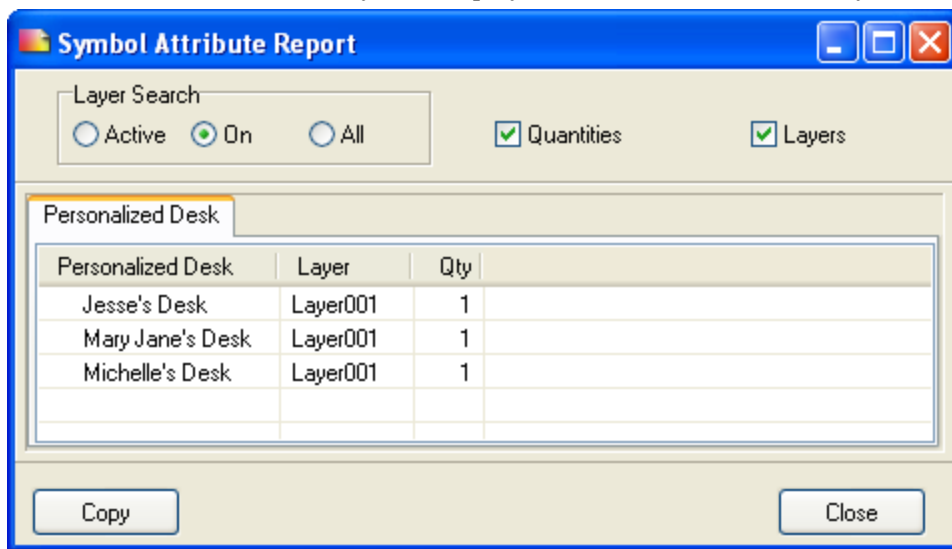 Symbol Attribute Report
Layer Search
Active On All Quantities Layers
Personalized Desk
Personalized Desk Layer Qty
Jesse's Desk Layer001 1
Mary Jane's Desk Layer001 1
Michelle's Desk Layer001 1
Copy Close